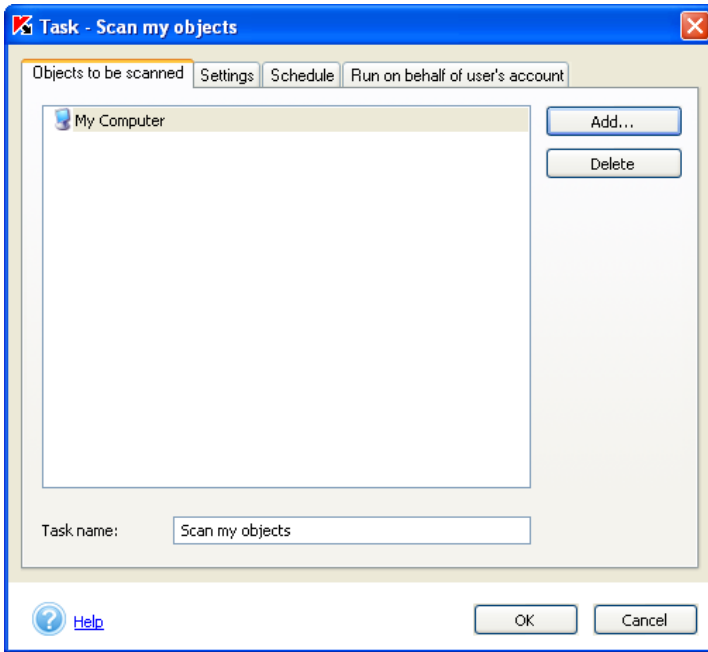 Task - Scan my objects
Objects to be scanned Settings Schedule Run on behalf of user's account
My Computer
Add...
Delete
Task name: Scan my objects
Help OK Cancel